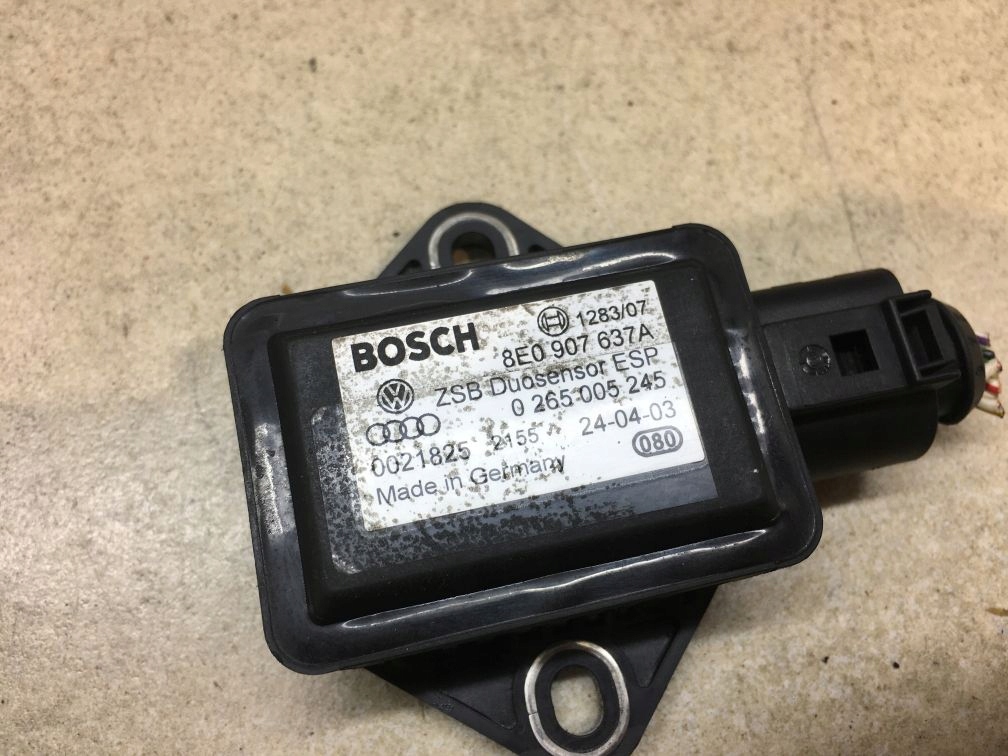 BOSCH
1283/07
8E0 907 637A
ZSB Duosensor ESP
0 265 005 245
0021825 2155 24-04-03
Made in Germany
080